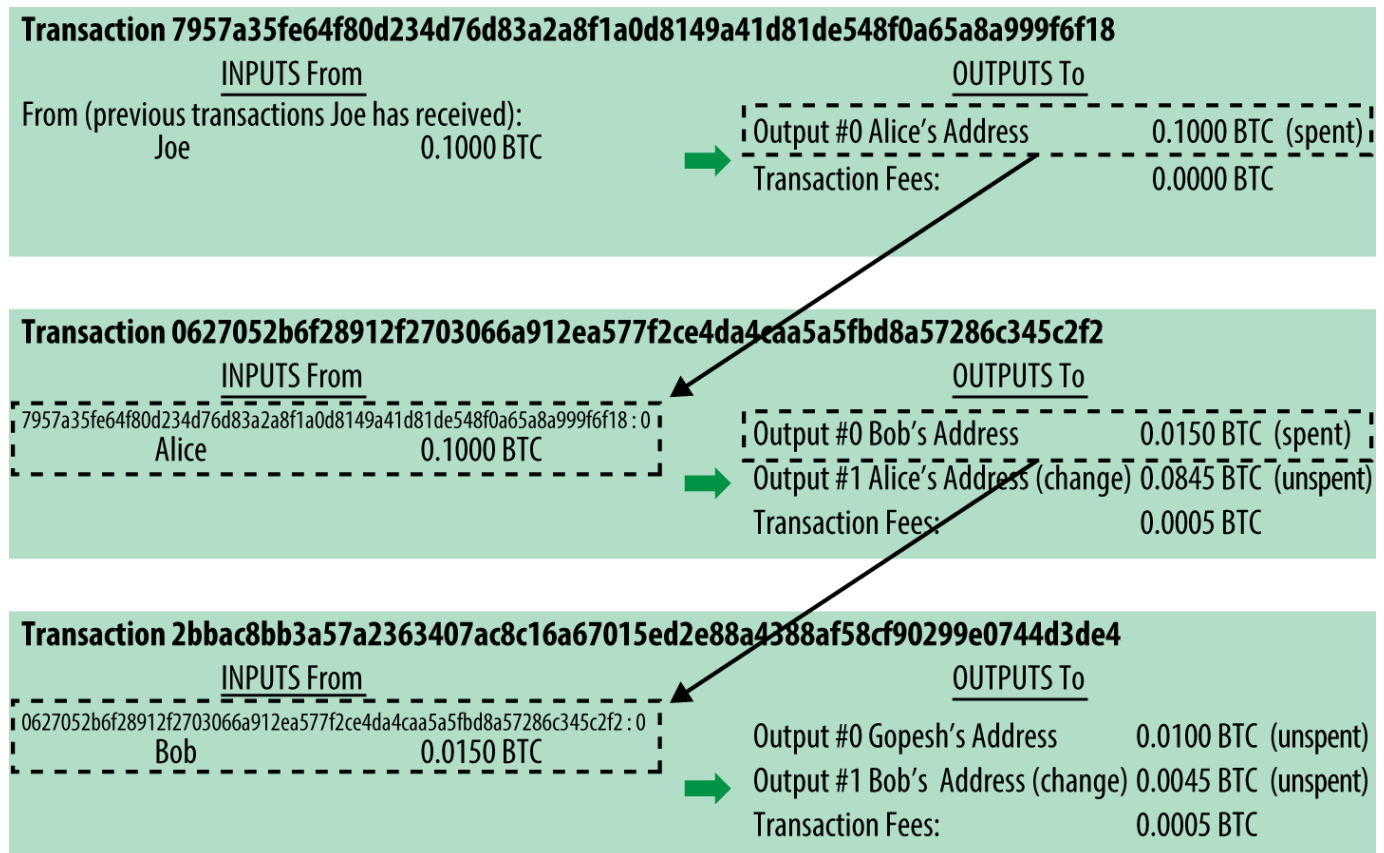 Transaction 7957a35fe64f80d234d76d83a2a8f1a0d8149a41d81de548f0a65a8a999f6f18
INPUTS From
OUTPUTS To
From (previous transactions Joe has received):
Joe 0.1000 BTC
Output #0 Alice's Address 0.1000 BTC (spent)
Transaction Fees: 0.0000 BTC
Transaction 0627052b6f28912f2703066a912ea577f2ce4da4caa5a5fbd8a57286c345c2f2
INPUTS From
OUTPUTS To
7957a35fe64f80d234d76d83a2a8f1a0d8149a41d81de548f0a65a8a999f6f18 : 0
Alice 0.1000 BTC
Output #0 Bob's Address 0.0150 BTC (spent)
Output #1 Alice's Address (change) 0.0845 BTC (unspent)
Transaction Fees: 0.0005 BTC
Transaction 2bbac8bb3a57a2363407ac8c16a67015ed2e88a4388af58cf90299e0744d3de4
INPUTS From
OUTPUTS To
0627052b6f28912f2703066a912ea577f2ce4da4caa5a5fbd8a57286c345c2f2 : 0
Bob 0.0150 BTC
Output #0 Gopesh's Address 0.0100 BTC (unspent)
Output #1 Bob's Address (change) 0.0045 BTC (unspent)
Transaction Fees: 0.0005 BTC